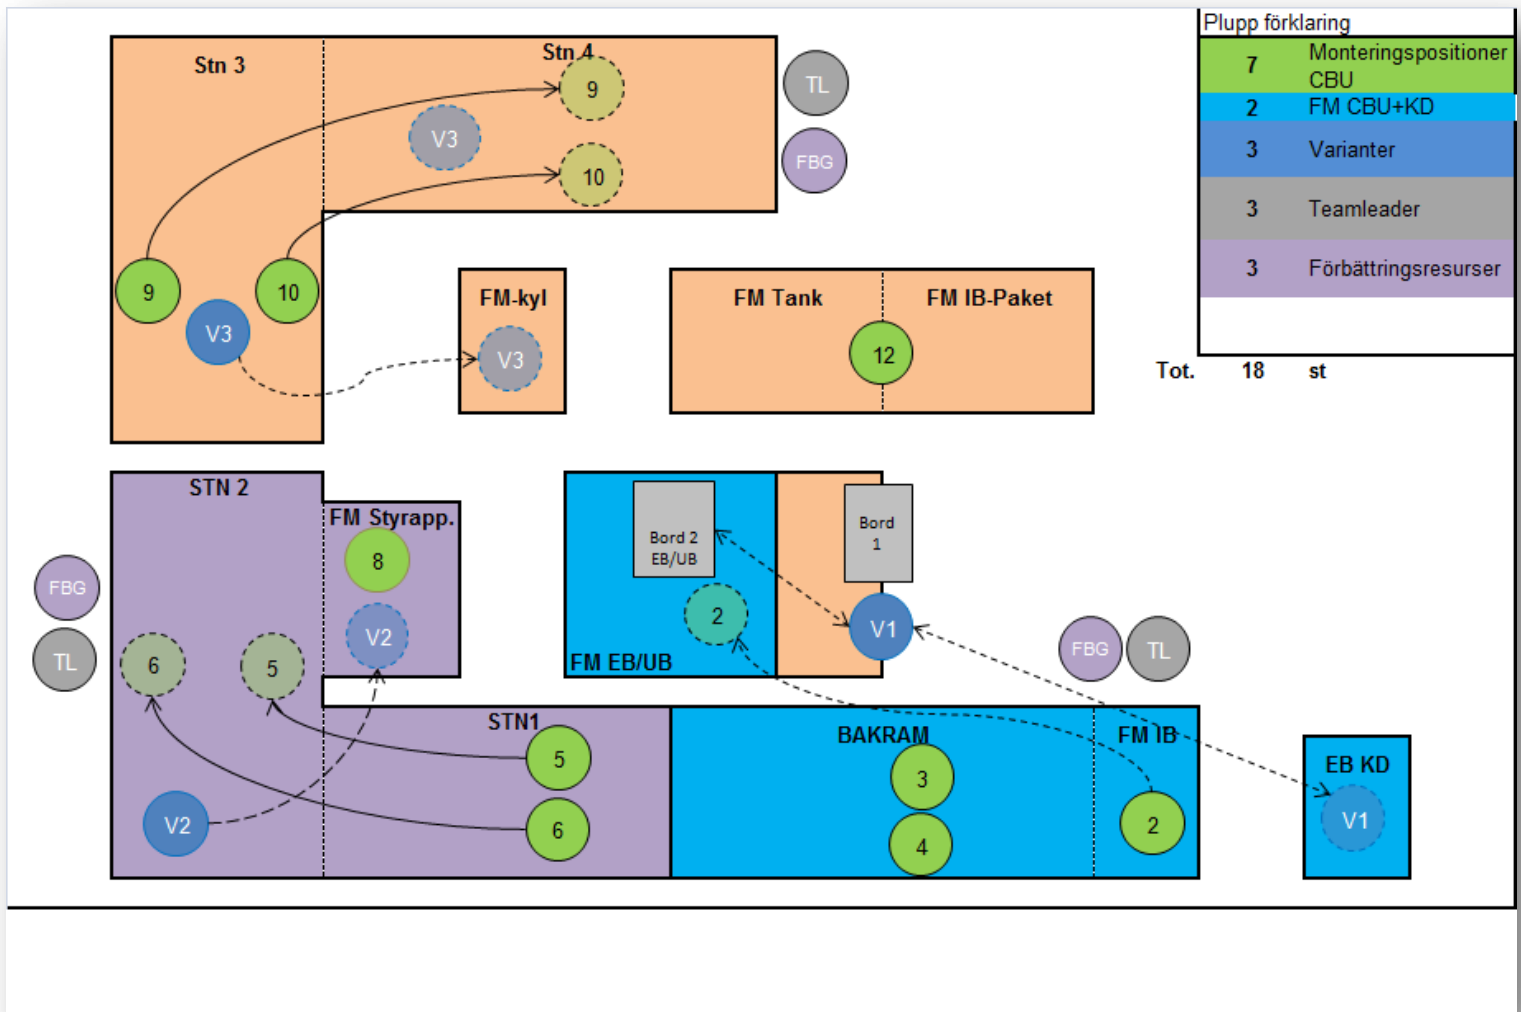 Plupp förklaring
7 Monteringspositioner
CBU
2 FM CBU+KD
3 Varianter
3 Teamleader
3 Förbättringsresurser
Tot. 18 st
Stn 3
Stn 4
9
TL
V3
FBG
10
9
10
V3
FM-kyl
V3
FM Tank
FM IB-Paket
12
STN 2
FM Styrapp.
8
V2
FBG
TL
6
5
Bord 2
EB/UB
Bord
1
2
V1
FM EB/UB
FBG
TL
STN1
5
6
V2
BAKRAM
3
4
FM IB
2
EB KD
V1